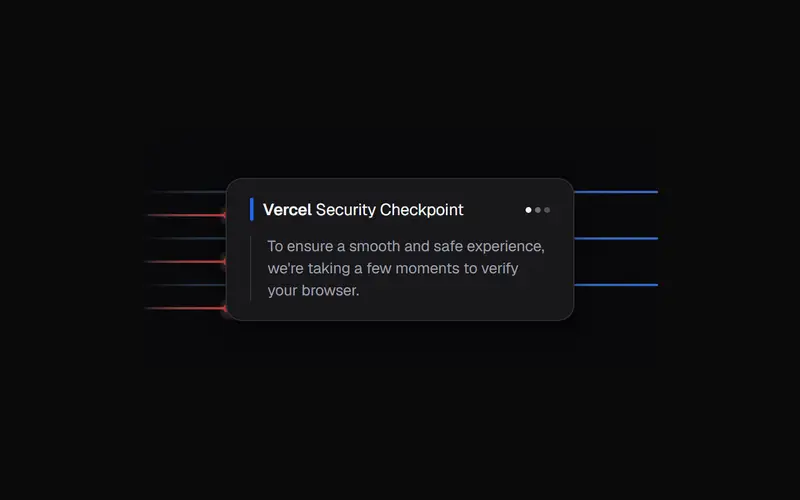 Vercel Security Checkpoint
To ensure a smooth and safe experience,
we're taking a few moments to verify
your browser.